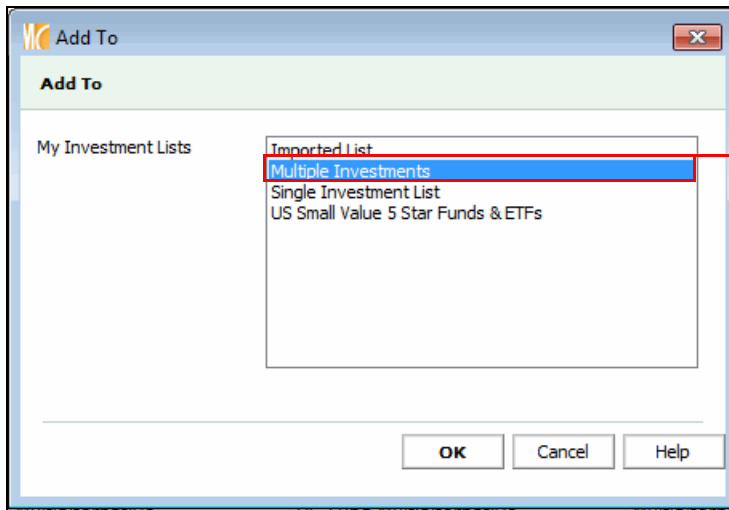 Add To
Add To
My Investment Lists
Imported List
Multiple Investments
Single Investment List
US Small Value 5 Star Funds & ETFs
OK
Cancel
Help